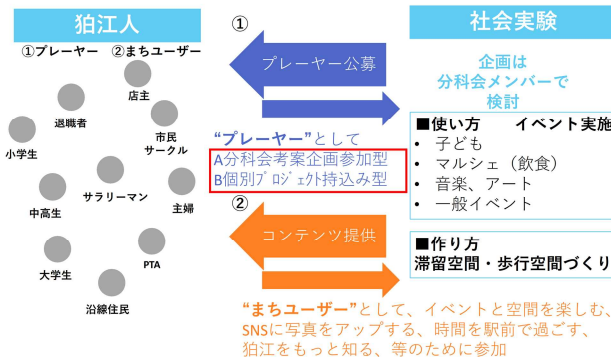 狛江人
①プレーヤー ②まちユーザー
店主
退職者
市民
サークル
小学生
サラリーマン
主婦
中高生
PTA
大学生
沿線住民
①
プレーヤー公募
“プレーヤー”として
A分科会考案企画参加型
B個別プロジェクト持込み型
②
コンテンツ提供
社会実験
企画は
分科会メンバーで
検討
■使い方 イベント実施
• 子ども
• マルシェ（飲食）
• 音楽、アート
• 一般イベント
■作り方
滞留空間・歩行空間づくり
“まちユーザー”として、イベントと空間を楽しむ、
SNSに写真をアップする、時間を駅前で過ごす、
狛江をもっと知る、等のために参加